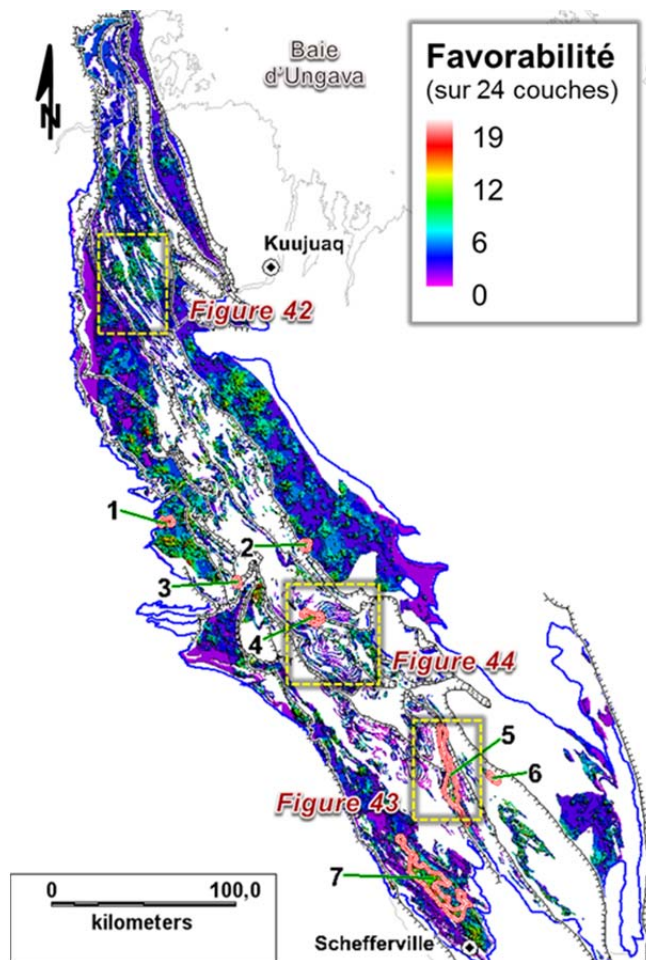 Baie
d'Ungava
N
Favorabilité
(sur 24 couches)
19
12
6
0
Kuujuaq
Figure 42
1
2
3
4
Figure 44
5
6
Figure 43
7
0
100,0
kilometers
Schefferville